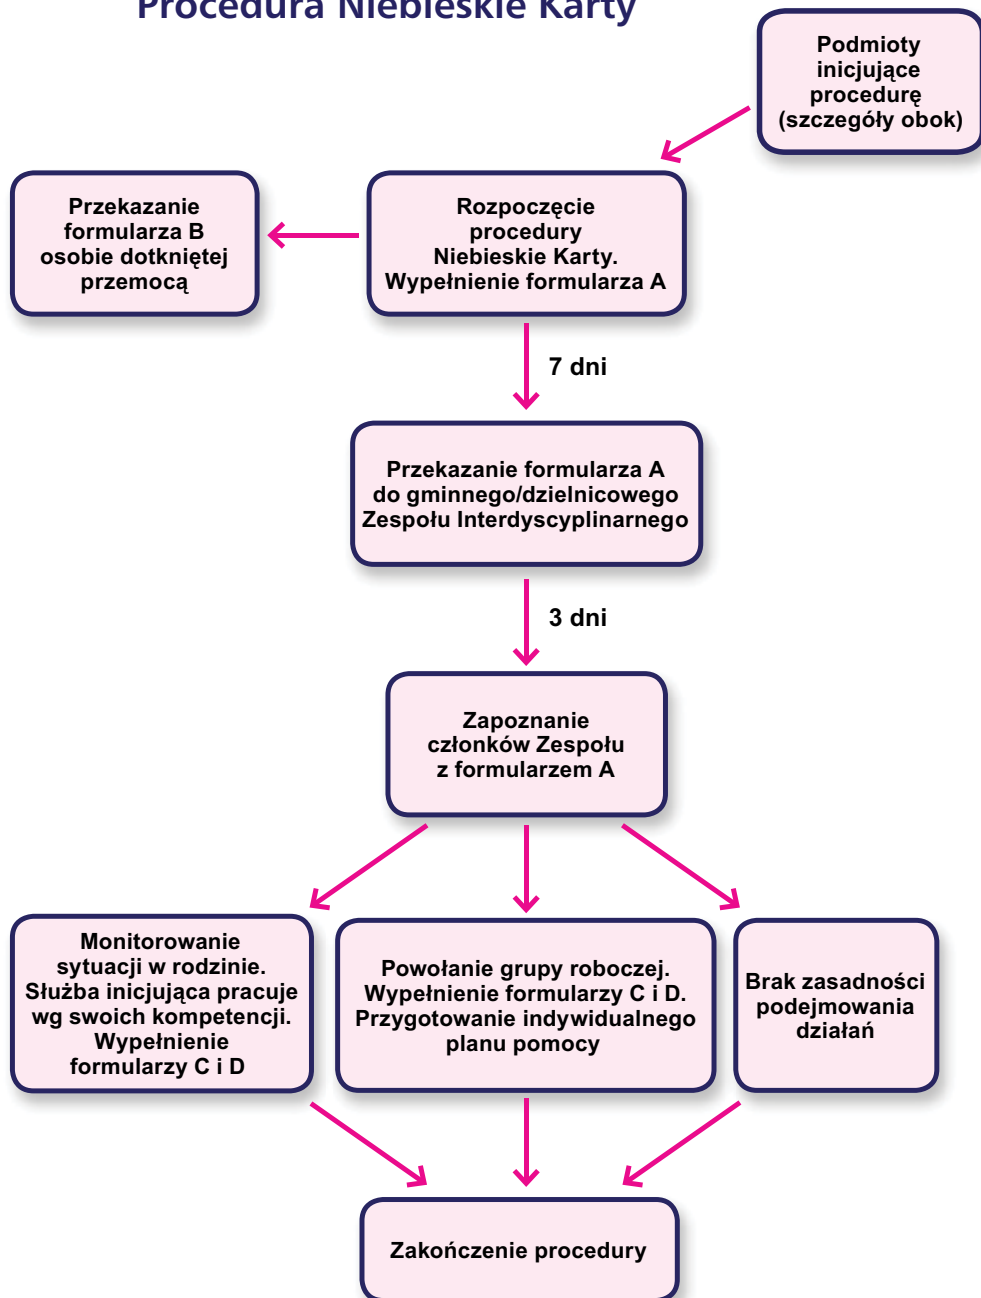 Procedura Niebieskie Karty
Podmioty
inicjujące
procedurę
(szczegóły obok)
Przekazanie
formularza B
osobie dotkniętej
przemocą
Rozpoczęcie
procedury
Niebieskie Karty.
Wypełnienie formularza A
7 dni
Przekazanie formularza A
do gminnego/dzielnicowego
Zespołu Interdyscyplinarnego
3 dni
Zapoznanie
członków Zespołu
z formularzem A
Monitorowanie
sytuacji w rodzinie.
Służba inicjująca pracuje
wg swoich kompetencji.
Wypełnienie
formularzy C i D
Powołanie grupy roboczej.
Wypełnienie formularzy C i D.
Przygotowanie indywidualnego
planu pomocy
Brak zasadności
podejmowania
działań
Zakończenie procedury